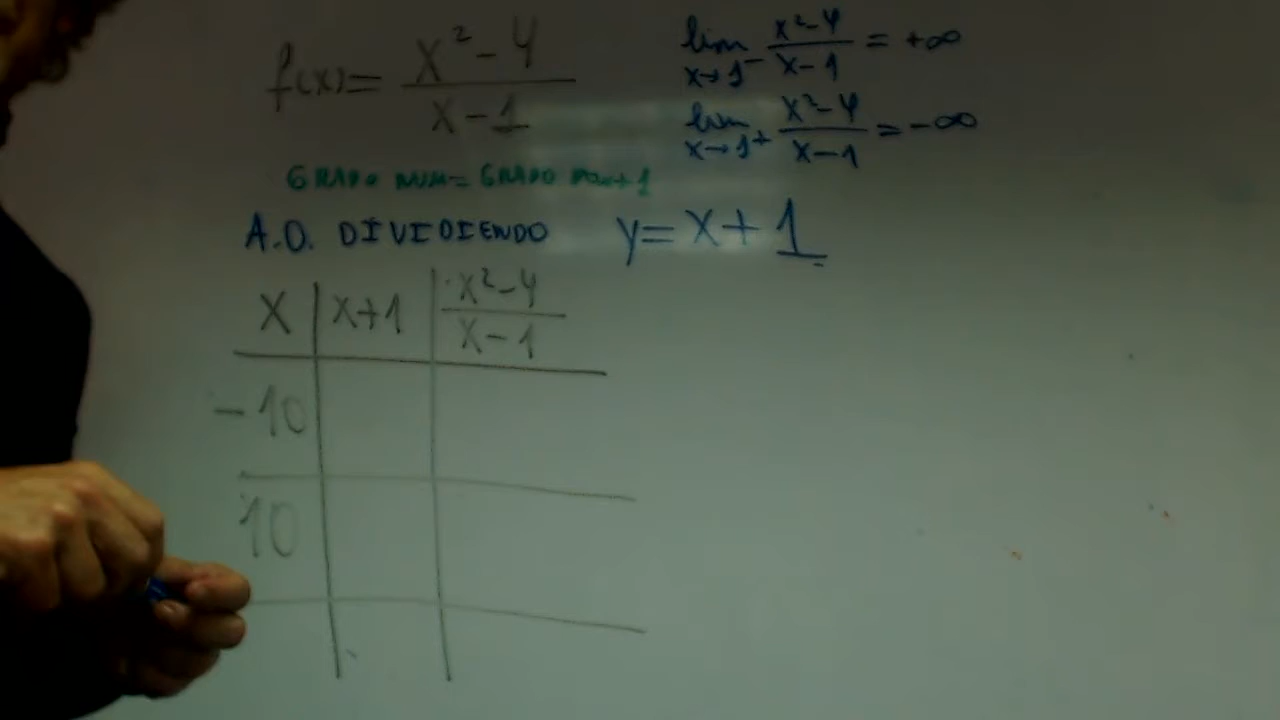 f(x)= x²-4 / x-1
lim x→1⁻ x²-4 / x-1 = +∞
lim x→1⁺ x²-4 / x-1 = -∞
GRADO NUM= GRADO +1
A.O. DIVIDIENDO y= x+1
x | x+1 | x²-4 / x-1
-10
10